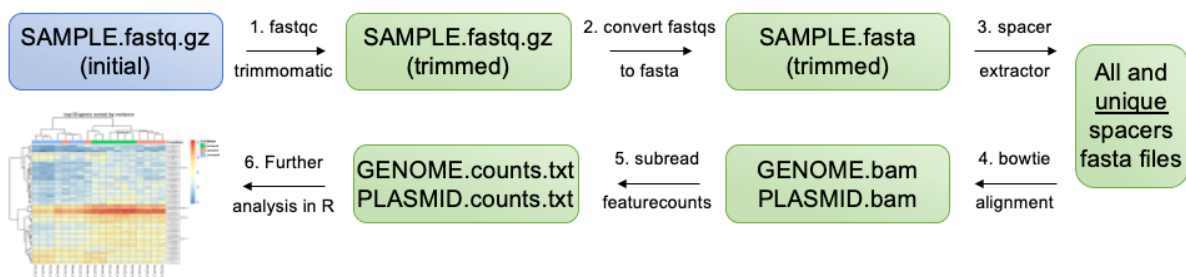 SAMPLE.fastq.gz
(initial)
1. fastqc
trimmomatic
SAMPLE.fastq.gz
(trimmed)
2. convert fastqs
to fasta
SAMPLE.fasta
(trimmed)
3. spacer
extractor
All and
unique
spacers
fasta files
4. bowtie
alignment
GENOME.bam
PLASMID.bam
5. subread
featurecounts
GENOME.counts.txt
PLASMID.counts.txt
6. Further
analysis in R